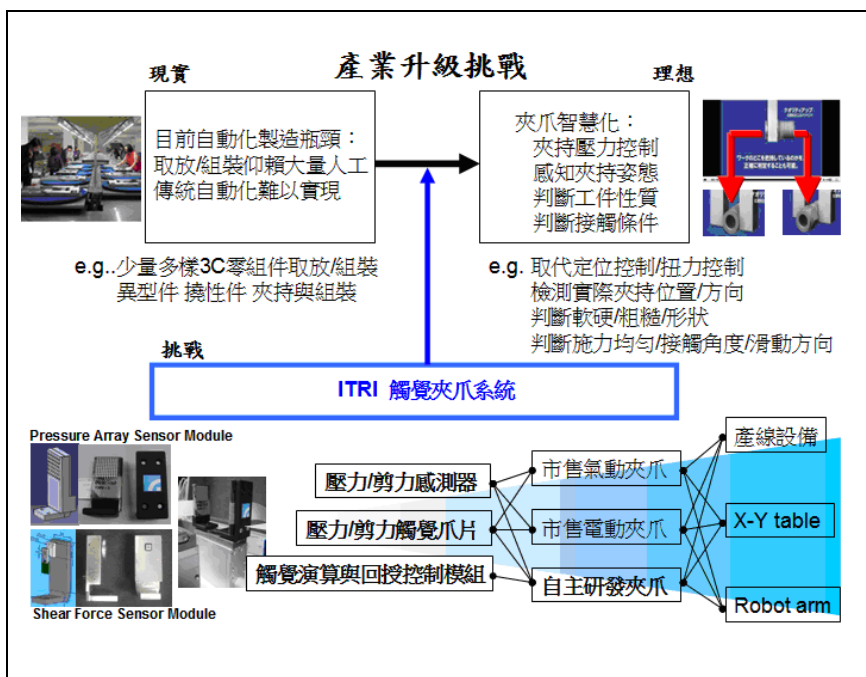 產業升級挑戰
現實
理想
目前自動化製造瓶頸：
取放/組裝仰賴大量人工
傳統自動化難以實現
夾爪智慧化：
夾持壓力控制
感知夾持姿態
判斷工件性質
判斷接觸條件
e.g..少量多樣3C零組件取放/組裝
異型件 撓性件 夾持與組裝
e.g. 取代定位控制/扭力控制
檢測實際夾持位置/方向
判斷軟硬/粗糙/形狀
判斷施力均勻/接觸角度/滑動方向
挑戰
ITRI 觸覺夾爪系統
Pressure Array Sensor Module
Shear Force Sensor Module
壓力/剪力感測器
壓力/剪力觸覺爪片
觸覺演算與回授控制模組
市售氣動夾爪
市售電動夾爪
自主研發夾爪
產線設備
X-Y table
Robot arm